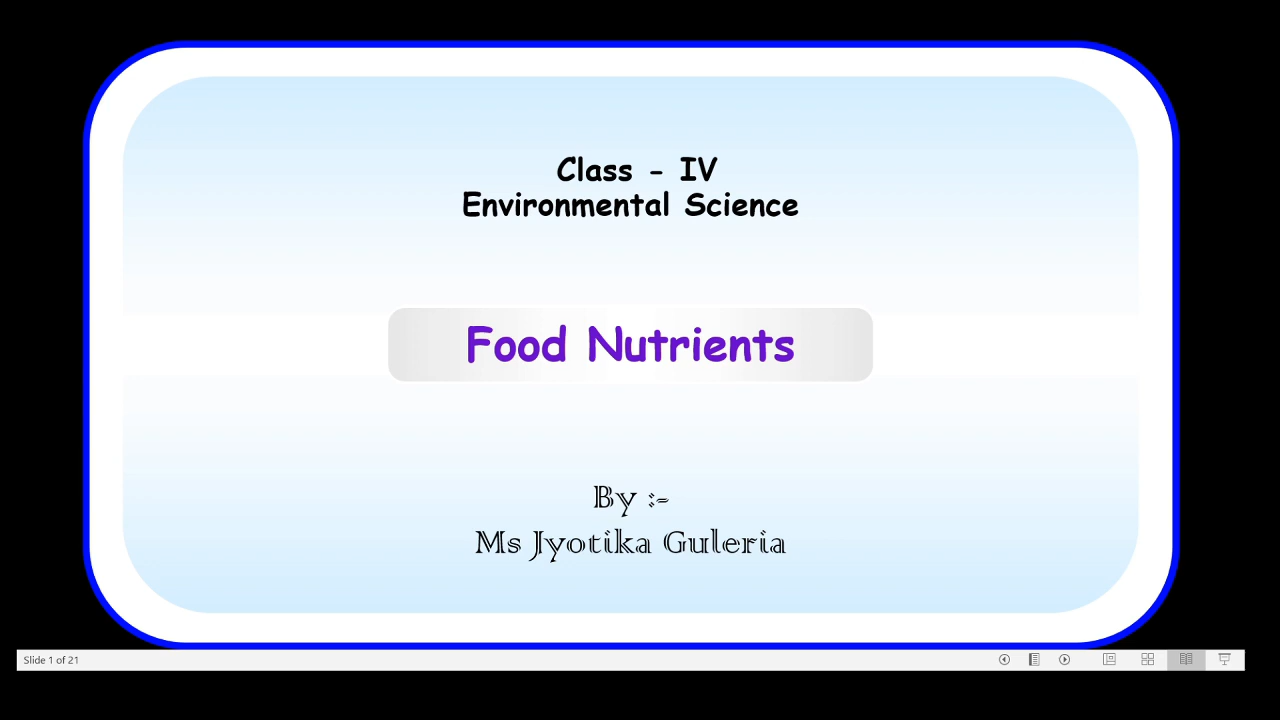 Class - IV
Environmental Science
Food Nutrients
By :-
Ms Jyotika Guleria
Slide 1 of 21